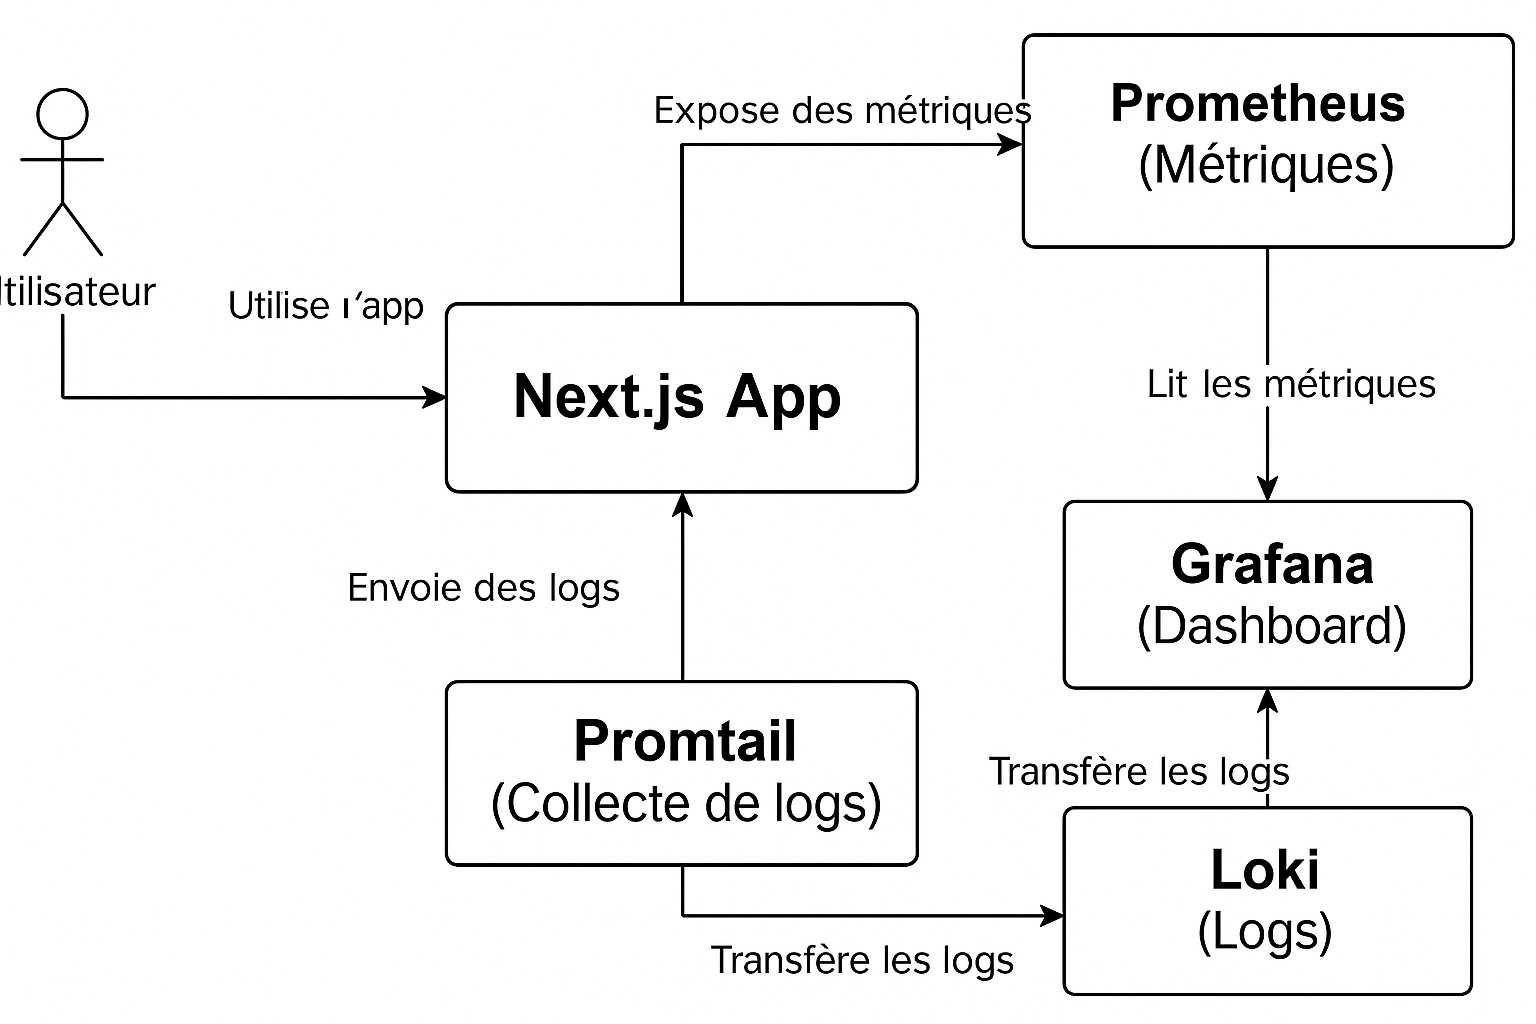 Expose des métriques
Prometheus
(Métriques)
tilisateur
Utilise l'app
Next.js App
Lit les métriques
Envoie des logs
Grafana
(Dashboard)
Promtail
(Collecte de logs)
Transfère les logs
Loki
(Logs)
Transfère les logs